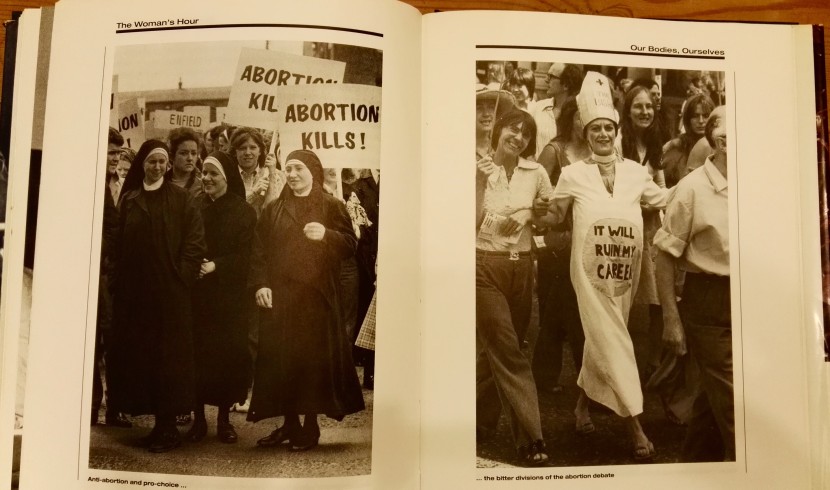 The Woman's Hour
ABORTION
KIL
ABORTION
KILLS!
ION
ENFIELD
Anti-abortion and pro-choice ...
Our Bodies, Ourselves
IT WILL
RUIN MY
CAREER
... the bitter divisions of the abortion debate